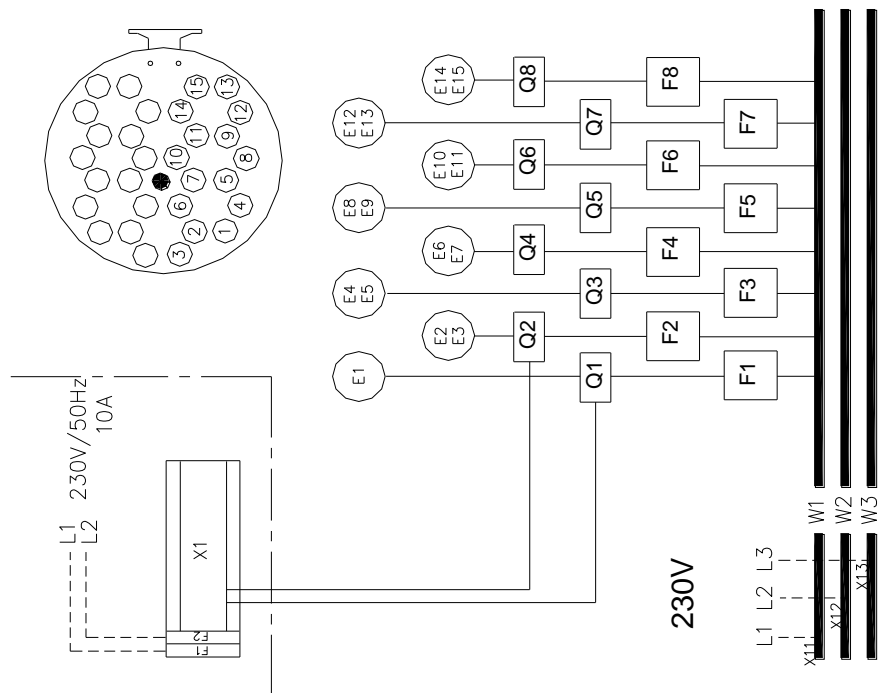 15
13
14
12
11
9
10
8
7
5
6
4
2
1
3
E14
E15
Q8
F8
E12
E13
Q7
F7
E10
E11
Q6
F6
E8
E9
Q5
F5
E6
E7
Q4
F4
E4
E5
Q3
F3
E2
E3
Q2
F2
E1
Q1
F1
230V/50Hz
10A
L1
L2
X1
F2
F1
230V
L1
L2
L3
X11
X12
X13
W1
W2
W3